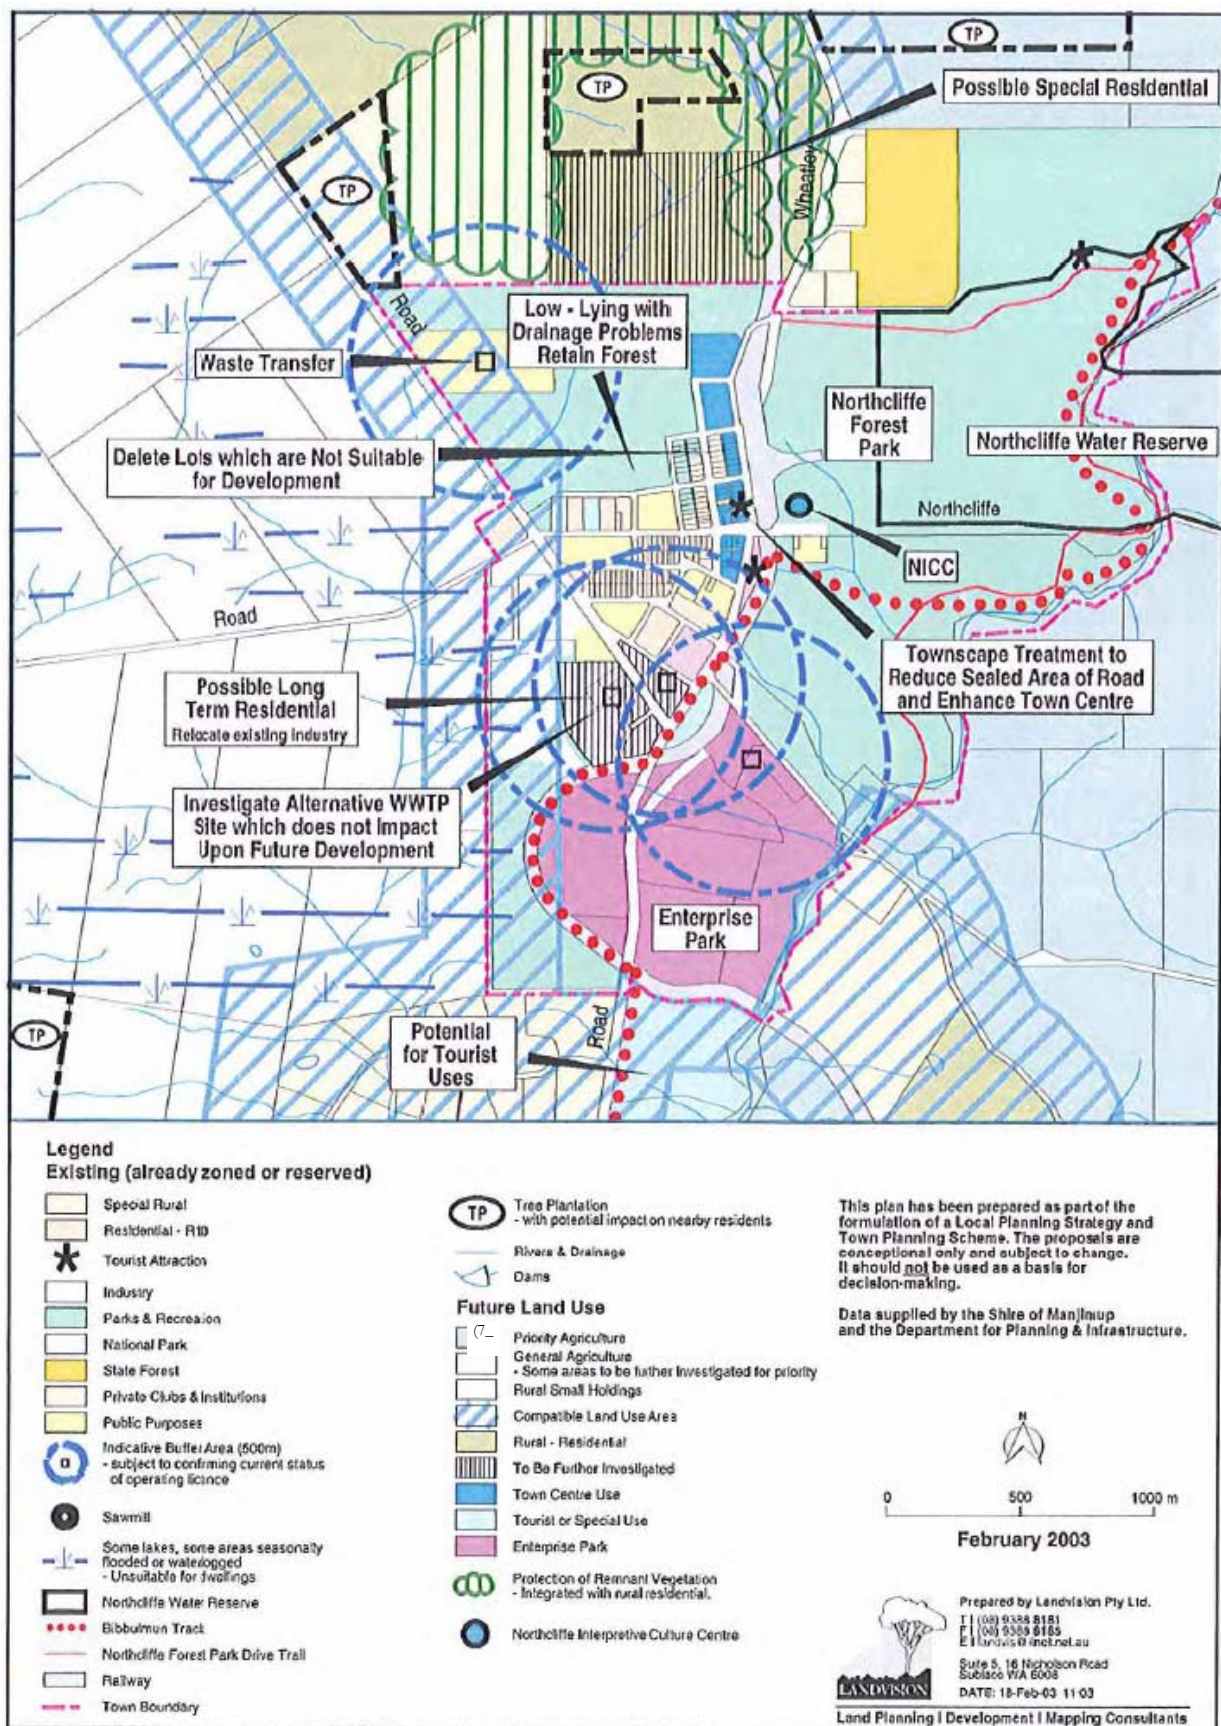 TP
TP
Possible Special Residential
TP
Wheatley
Road
Low - Lying with
Drainage Problems
Retain Forest
Waste Transfer
Northcliffe
Forest
Park
Northcliffe Water Reserve
Delete Lots which are Not Suitable
for Development
Northcliffe
NICC
Road
Townscape Treatment to
Reduce Sealed Area of Road
and Enhance Town Centre
Possible Long
Term Residential
Relocate existing Industry
Investigate Alternative WWTP
Site which does not Impact
Upon Future Development
Enterprise
Park
TP
Road
Potential
for Tourist
Uses
Legend
Existing (already zoned or reserved)
Special Rural
Residential - R10
Tourist Attraction
Industry
Parks & Recreation
National Park
State Forest
Private Clubs & Institutions
Public Purposes
Indicative Buffer Area (500m)
- subject to confirming current status
of operating licence
Sawmill
Some lakes, some areas seasonally
flooded or waterlogged
- Unsuitable for dwellings
Northcliffe Water Reserve
Bibbulmun Track
Northcliffe Forest Park Drive Trail
Railway
Town Boundary
TP
Tree Plantation
- with potential impact on nearby residents
Rivers & Drainage
Dams
Future Land Use
Priority Agriculture
General Agriculture
- Some areas to be further investigated for priority
Rural Small Holdings
Compatible Land Use Area
Rural - Residential
To Be Further Investigated
Town Centre Use
Tourist or Special Use
Enterprise Park
Protection of Remnant Vegetation
- Integrated with rural residential.
Northcliffe Interpretive Culture Centre
This plan has been prepared as part of the
formulation of a Local Planning Strategy and
Town Planning Scheme. The proposals are
conceptional only and subject to change.
It should not be used as a basis for
decision-making.
Data supplied by the Shire of Manjimup
and the Department for Planning & Infrastructure.
N
0 500 1000 m
February 2003
LANDVISION
Prepared by Landvision Pty Ltd.
T | (08) 9388 8181
F | (08) 9388 8185
Suite 5, 16 Nicholson Road
Subiaco WA 6008
DATE: 18-Feb-03 11:03
Land Planning | Development | Mapping Consultants